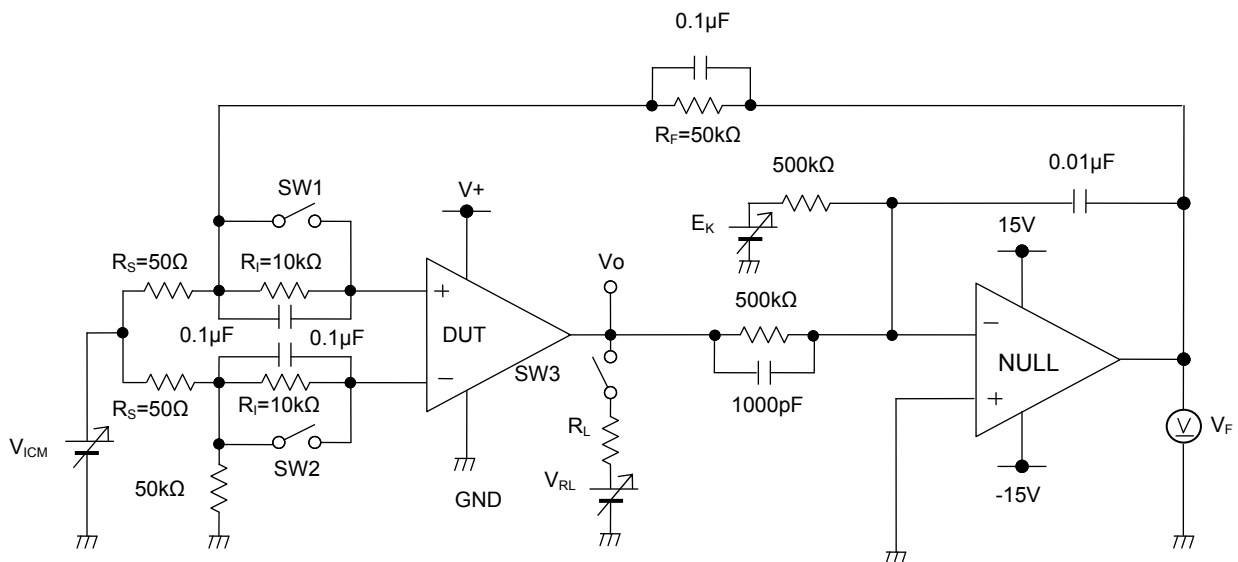 0.1µF
RF=50kΩ
500kΩ
0.01µF
SW1
V+
EK
15V
RS=50Ω
RI=10kΩ
Vo
500kΩ
0.1µF
0.1µF
+
DUT
−
−
NULL
+
SW3
RS=50Ω
RI=10kΩ
1000pF
RL
V
VF
VICM
SW2
50kΩ
VRL
GND
-15V